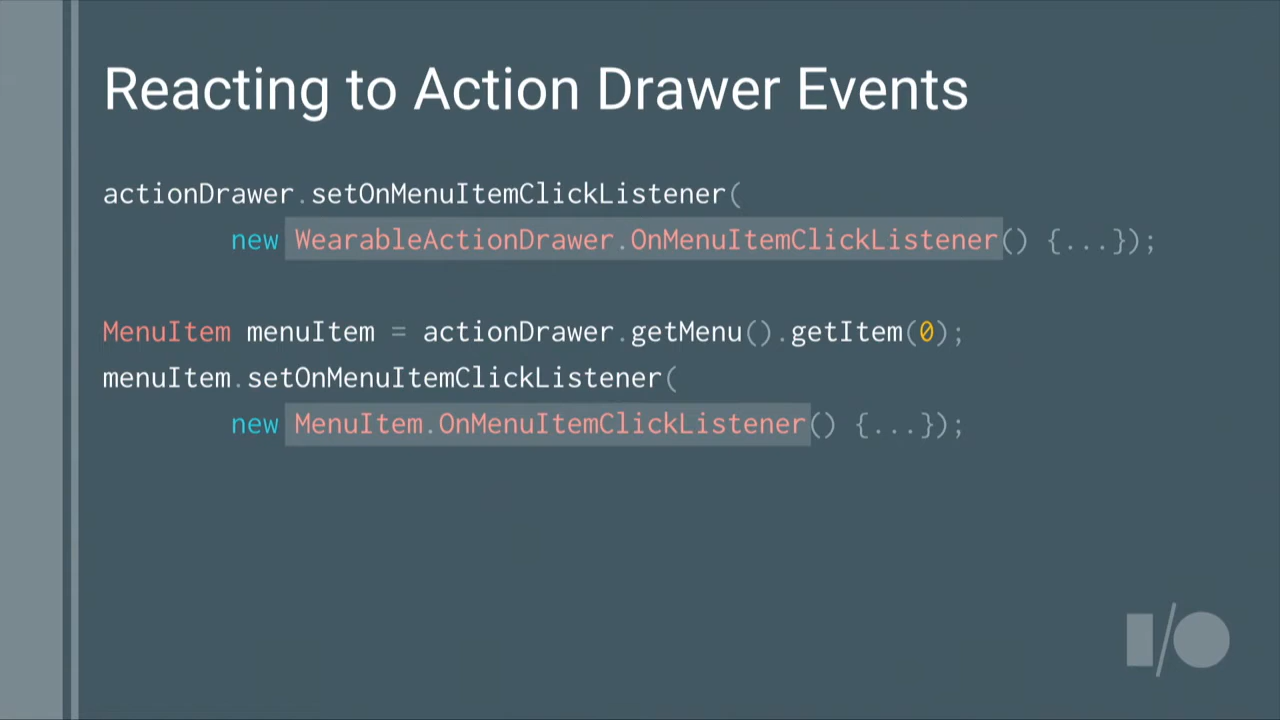 Reacting to Action Drawer Events
actionDrawer.setOnMenuItemClickListener(
new WearableActionDrawer.OnMenuItemClickListener() {...});
MenuItem menuItem = actionDrawer.getMenu().getItem(0);
menuItem.setOnMenuItemClickListener(
new MenuItem.OnMenuItemClickListener() {...});
I/O